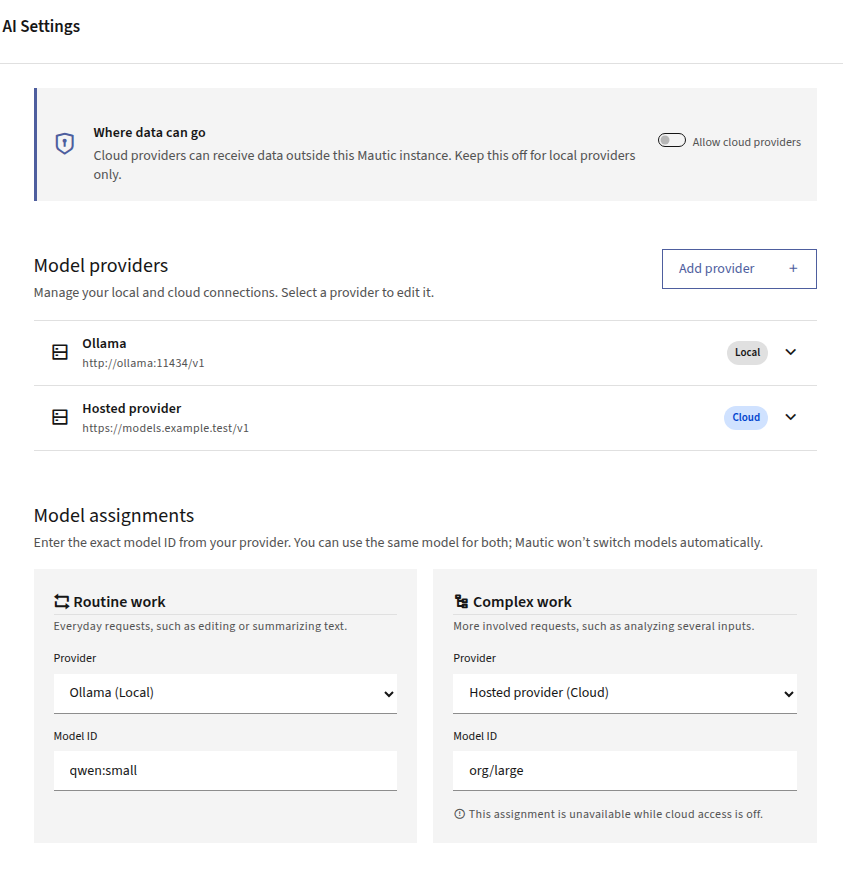 AI Settings
Where data can go
Cloud providers can receive data outside this Mautic instance. Keep this off for local providers
only.
Allow cloud providers
Model providers
Add provider +
Manage your local and cloud connections. Select a provider to edit it.
Ollama
http://ollama:11434/v1
Local
Hosted provider
https://models.example.test/v1
Cloud
Model assignments
Enter the exact model ID from your provider. You can use the same model for both; Mautic won’t switch models automatically.
Routine work
Everyday requests, such as editing or summarizing text.
Provider
Ollama (Local)
Model ID
qwen:small
Complex work
More involved requests, such as analyzing several inputs.
Provider
Hosted provider (Cloud)
Model ID
org/large
This assignment is unavailable while cloud access is off.